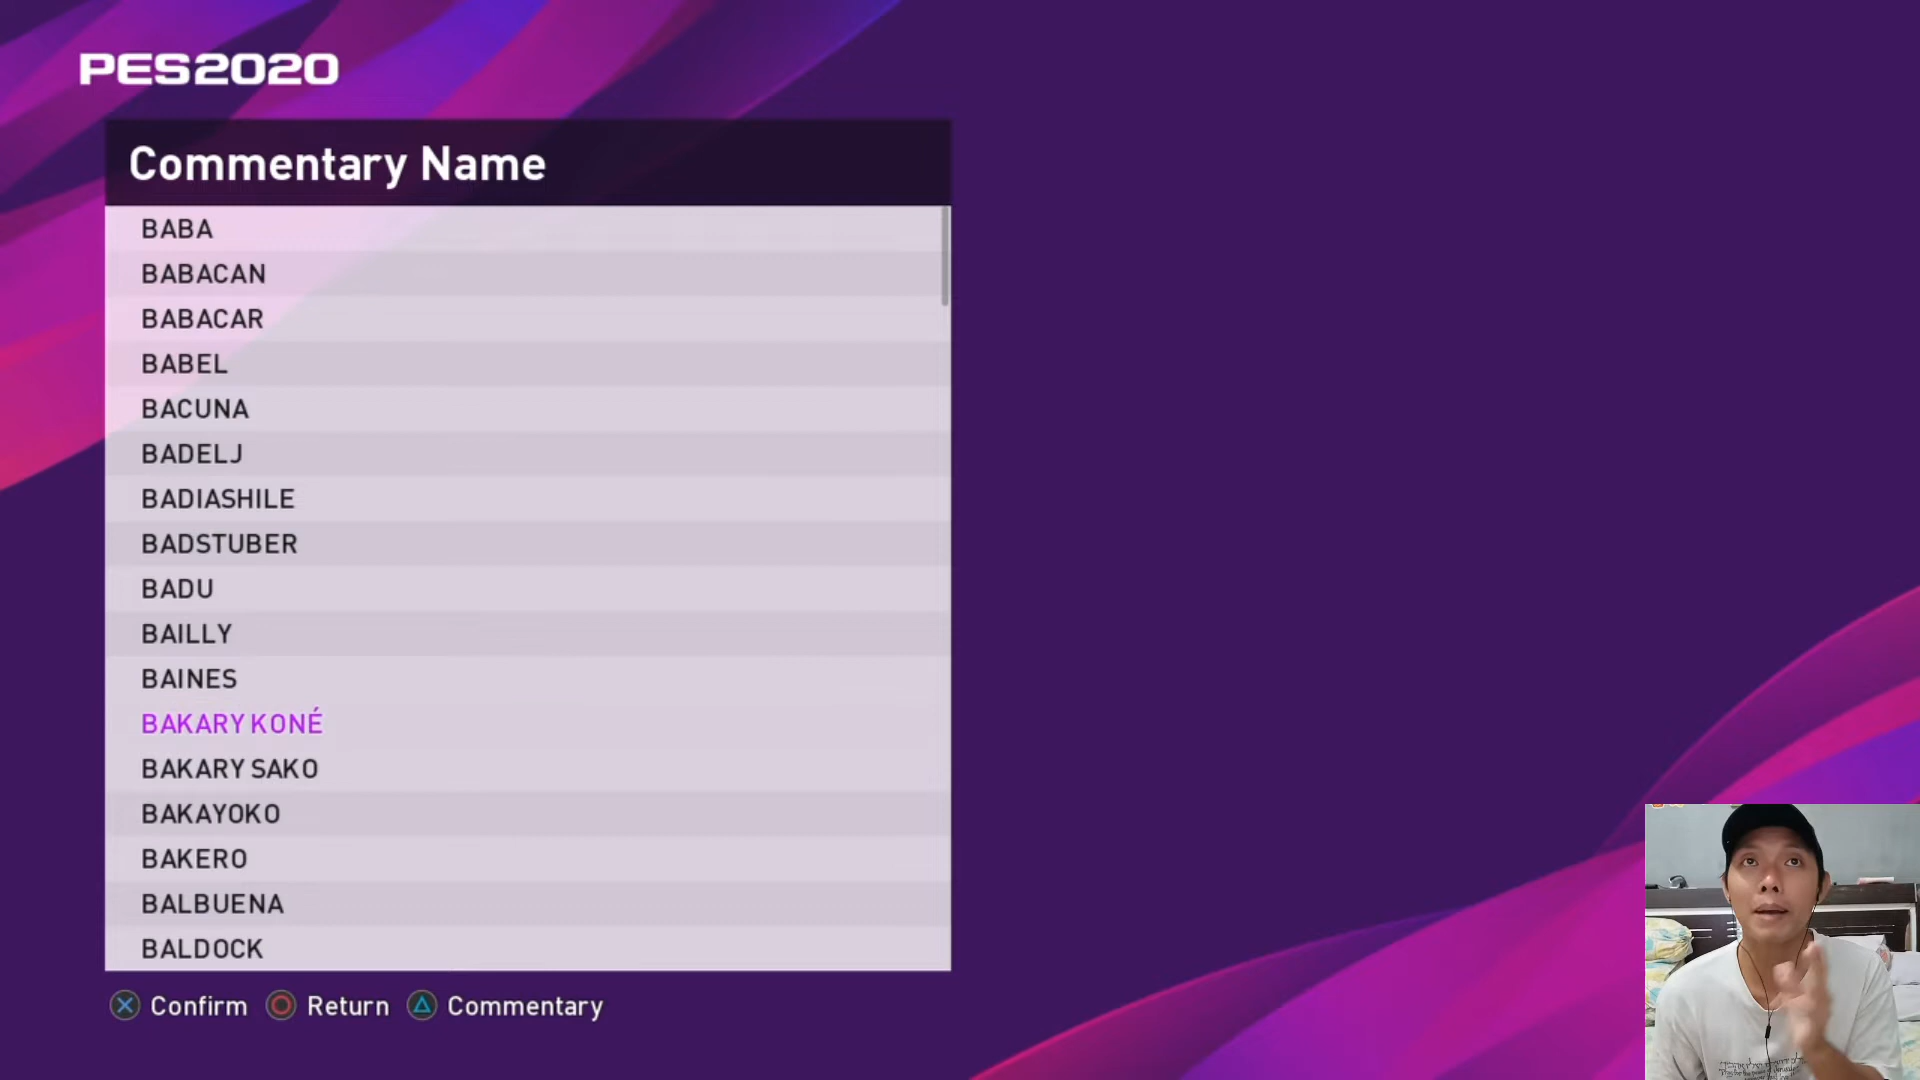 PES2020
Commentary Name
BABA
BABACAN
BABACAR
BABEL
BACUNA
BADELJ
BADIASHILE
BADSTUBER
BADU
BAILLY
BAINES
BAKARY KONÉ
BAKARY SAKO
BAKAYOKO
BAKERO
BALBUENA
BALDOCK
Confirm Return Commentary